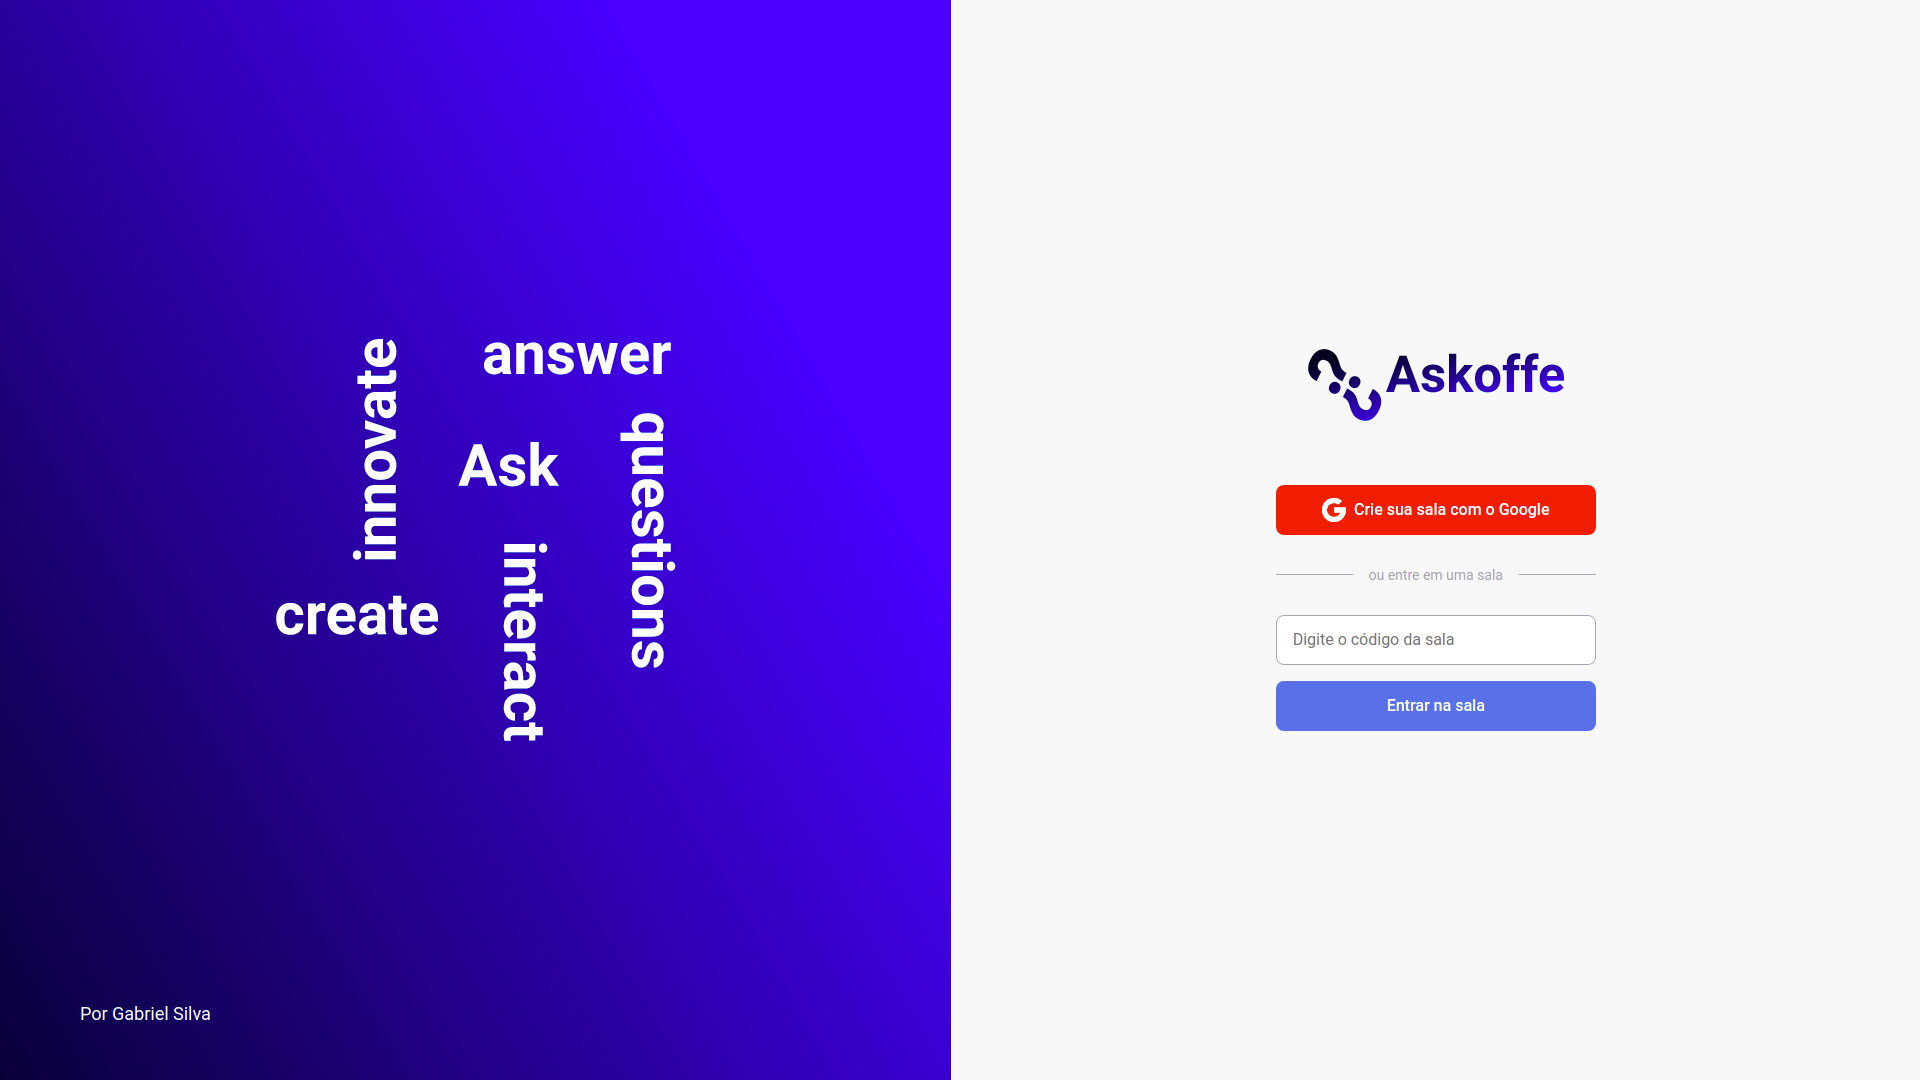 innovate
answer
Ask
questions
interact
create
Por Gabriel Silva
Askoffe
Crie sua sala com o Google
ou entre em uma sala
Digite o código da sala
Entrar na sala